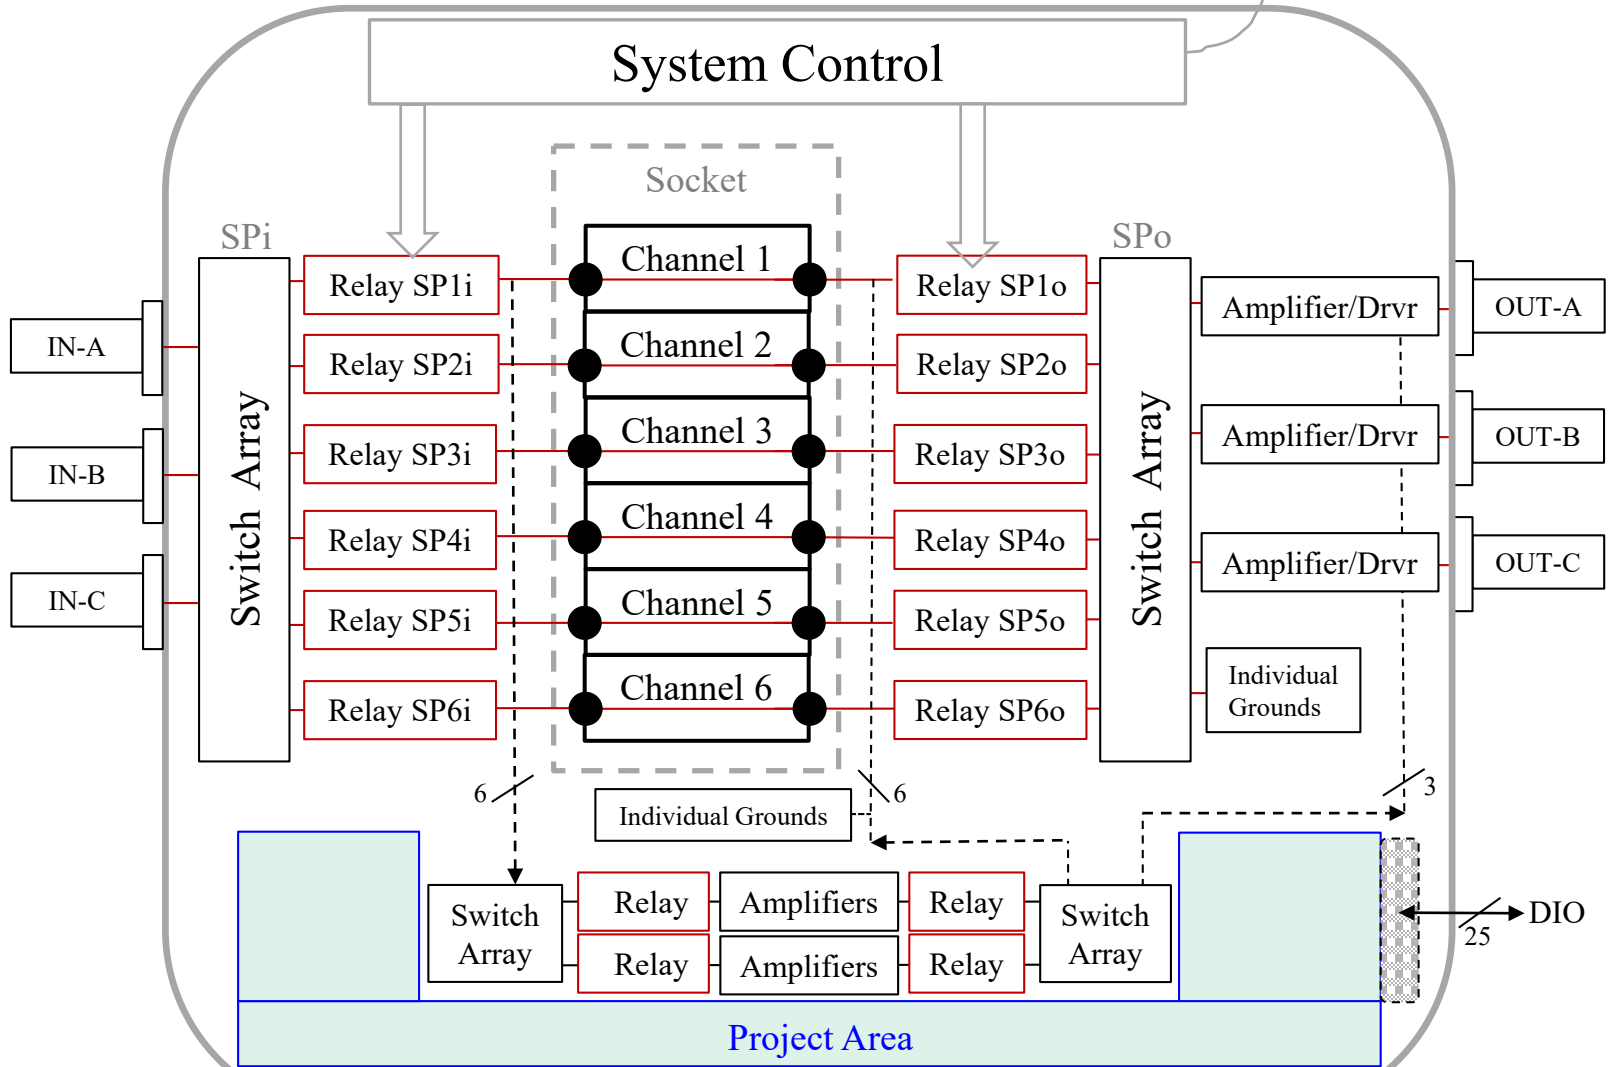 System Control
Socket
SPi
SPo
Channel 1
Relay SP1i
Relay SP1o
Amplifier/Drvr
OUT-A
IN-A
Channel 2
Relay SP2i
Relay SP2o
Switch Array
Switch Array
Channel 3
Relay SP3i
Relay SP3o
Amplifier/Drvr
OUT-B
IN-B
Channel 4
Relay SP4i
Relay SP4o
Amplifier/Drvr
OUT-C
IN-C
Channel 5
Relay SP5i
Relay SP5o
Channel 6
Relay SP6i
Relay SP6o
Individual
Grounds
6
6
3
Individual Grounds
Switch
Array
Relay
Amplifiers
Relay
Relay
Amplifiers
Relay
Switch
Array
DIO
25
Project Area